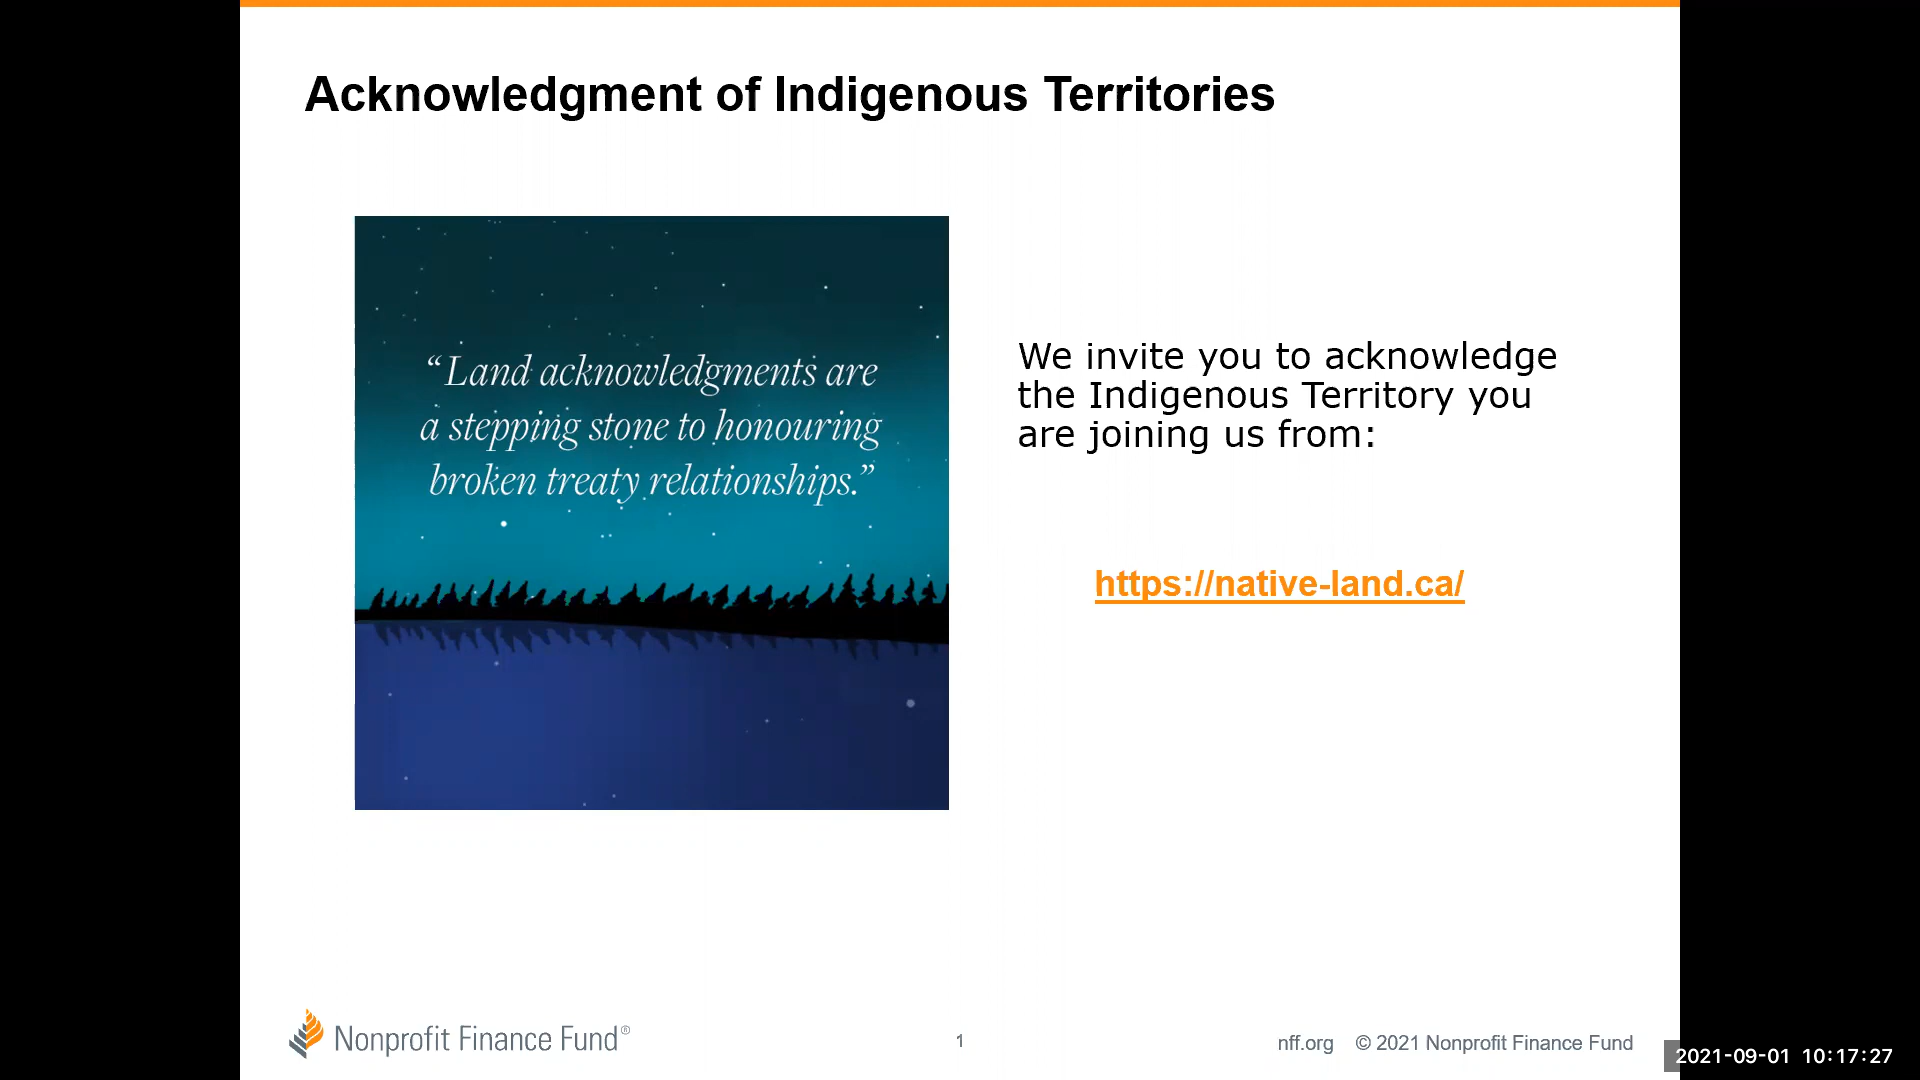 Acknowledgment of Indigenous Territories
“Land acknowledgments are
a stepping stone to honouring
broken treaty relationships.”
We invite you to acknowledge
the Indigenous Territory you
are joining us from:
https://native-land.ca/
Nonprofit Finance Fund®
1
nff.org © 2021 Nonprofit Finance Fund
2021-09-01 10:17:27